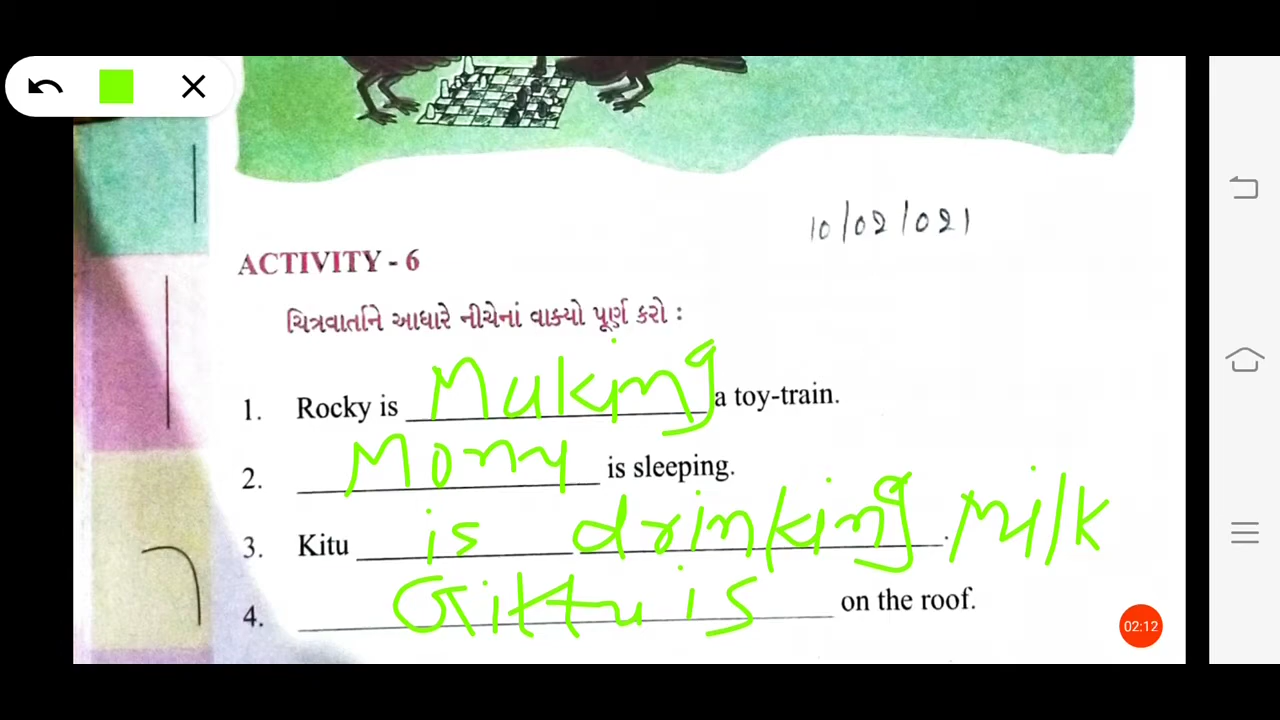 10/02/021
ACTIVITY - 6
ચિત્રવાર્તાને આધારે નીચેનાં વાક્યો પૂર્ણ કરો :
1. Rocky is Making a toy-train.
2. Mony is sleeping.
3. Kitu is drinking milk.
4. Gittu is on the roof.
02:12